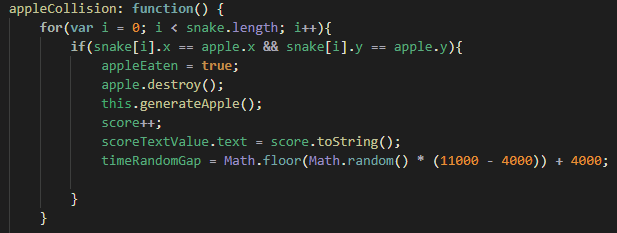 appleCollision: function() {
for(var i = 0; i < snake.length; i++){
if(snake[i].x == apple.x && snake[i].y == apple.y){
appleEaten = true;
apple.destroy();
this.generateApple();
score++;
scoreTextValue.text = score.toString();
timeRandomGap = Math.floor(Math.random() * (11000 - 4000)) + 4000;
}
}